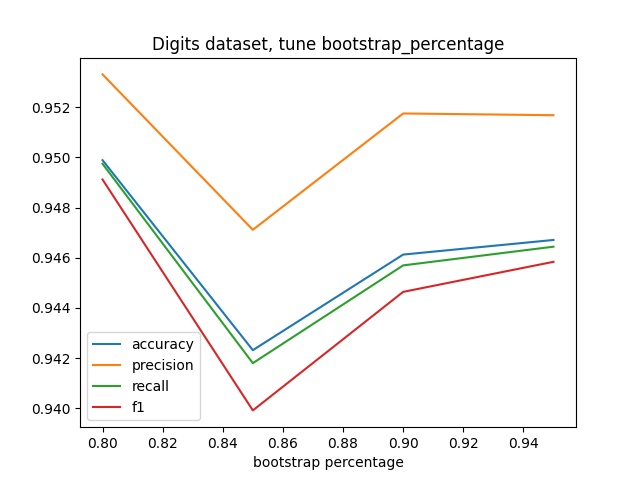 Digits dataset, tune bootstrap_percentage
0.952
0.950
0.948
0.946
0.944
0.942
0.940
accuracy
precision
recall
f1
0.80 0.82 0.84 0.86 0.88 0.90 0.92 0.94
bootstrap percentage